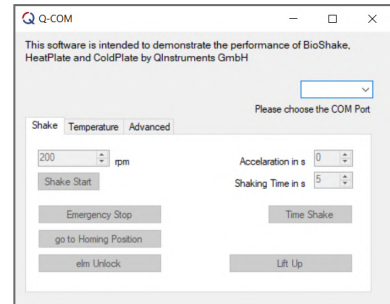 Q-COM
This software is intended to demonstrate the performance of BioShake,
HeatPlate and ColdPlate by QInstruments GmbH
Please choose the COM Port
Shake Temperature Advanced
200 rpm Accelaration in s 0
Shake Start Shaking Time in s 5
Emergency Stop Time Shake
go to Homing Position
elm Unlock Lift Up